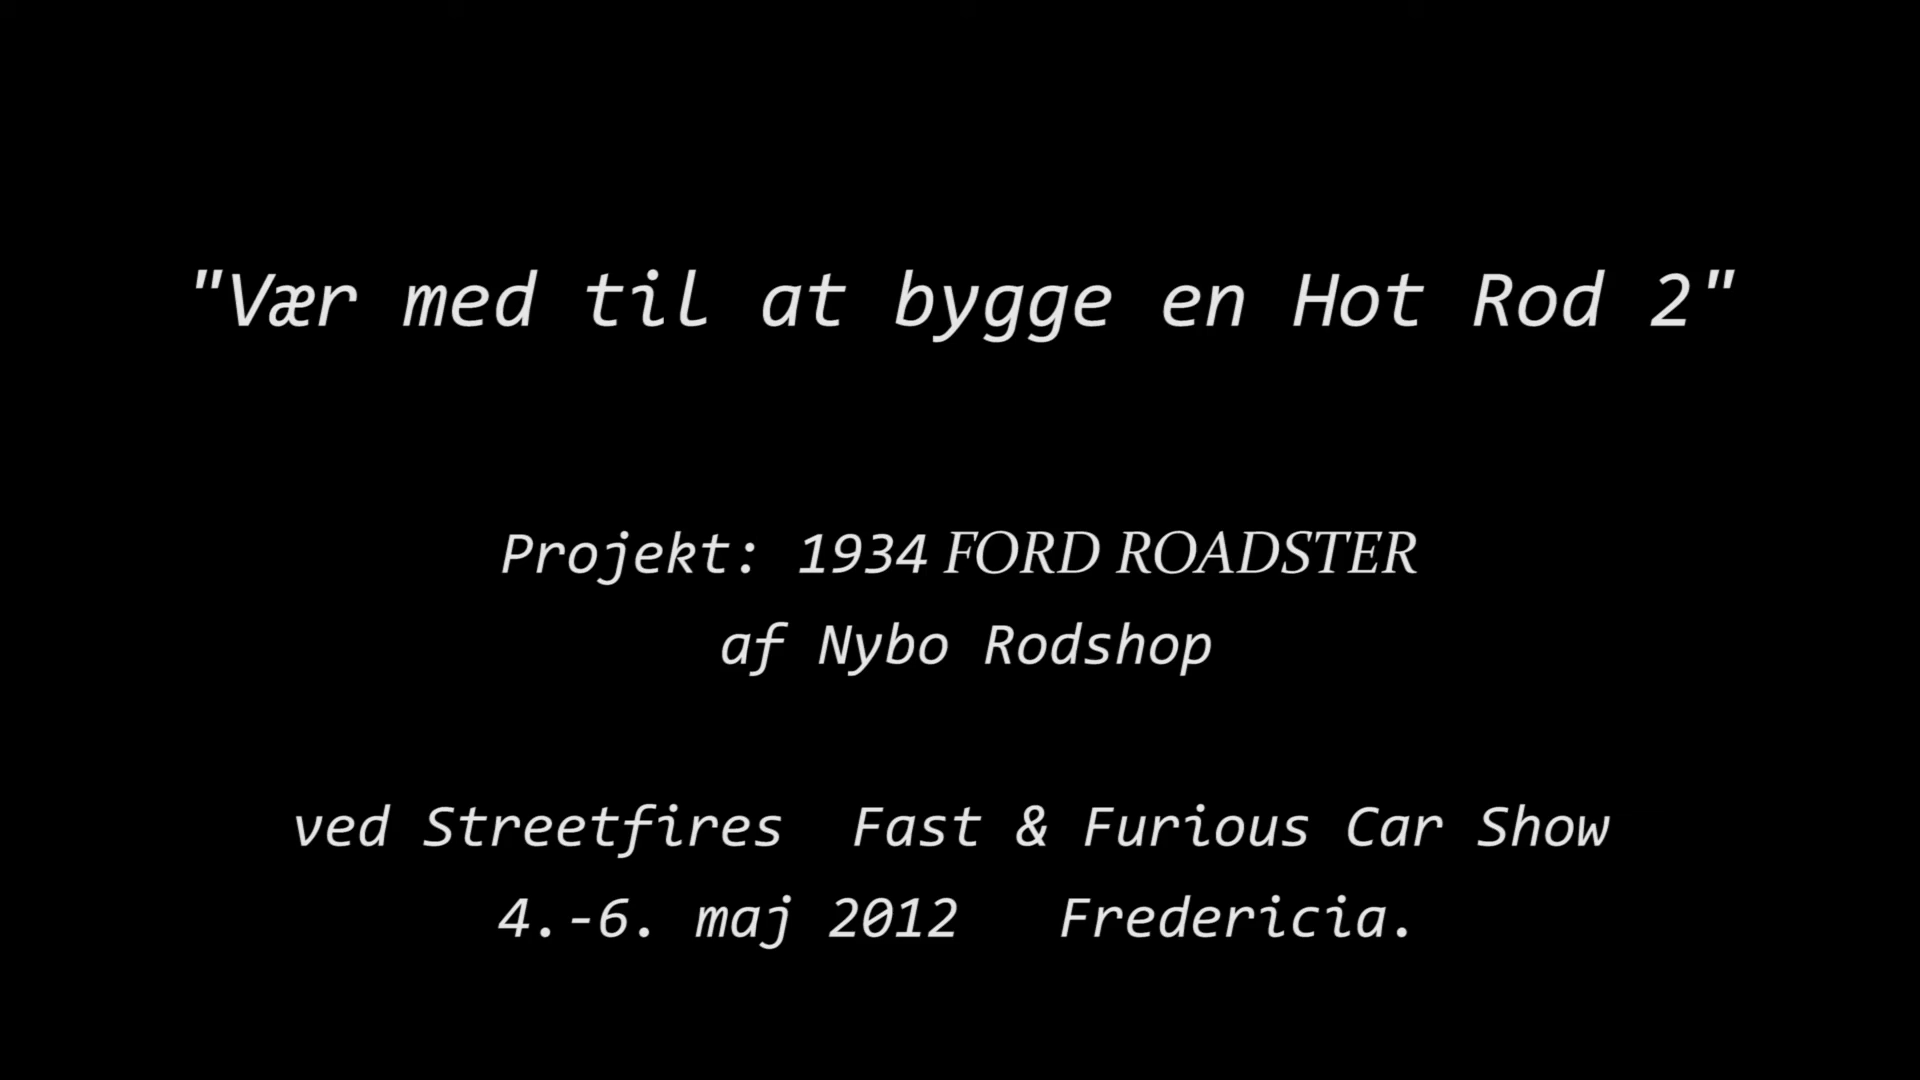 "Vær med til at bygge en Hot Rod 2"
Projekt: 1934 FORD ROADSTER
af Nybo Rodshop
ved Streetfires  Fast & Furious Car Show
4.-6. maj 2012   Fredericia.